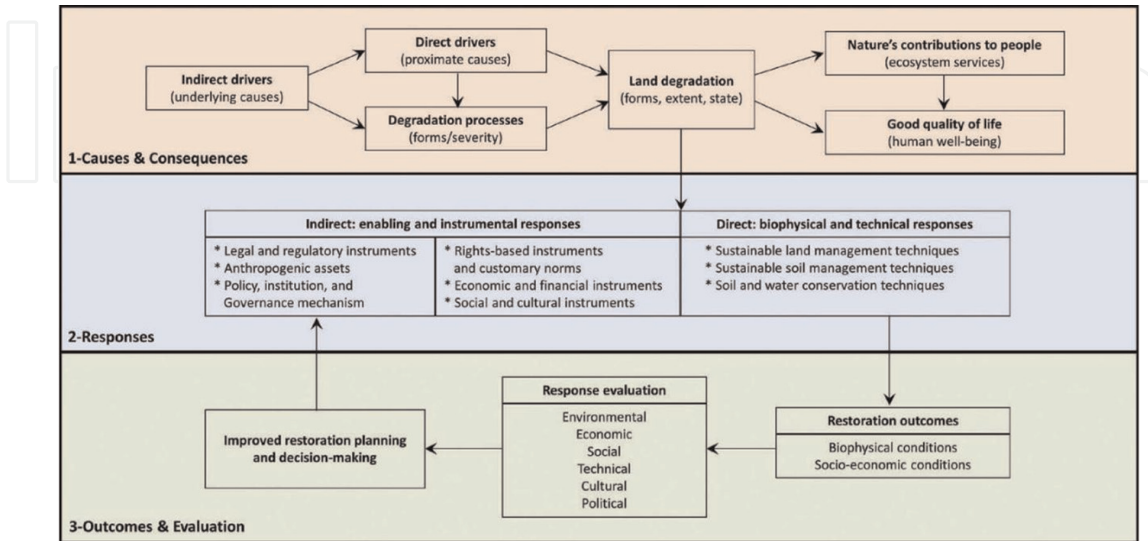 Indirect drivers
(underlying causes)
Direct drivers
(proximate causes)
Degradation processes
(forms/severity)
Land degradation
(forms, extent, state)
Nature's contributions to people
(ecosystem services)
Good quality of life
(human well-being)
1-Causes & Consequences
Indirect: enabling and instrumental responses
* Legal and regulatory instruments
* Anthropogenic assets
* Policy, institution, and
Governance mechanism
* Rights-based instruments
and customary norms
* Economic and financial instruments
* Social and cultural instruments
Direct: biophysical and technical responses
* Sustainable land management techniques
* Sustainable soil management techniques
* Soil and water conservation techniques
2-Responses
Improved restoration planning
and decision-making
Response evaluation
Environmental
Economic
Social
Technical
Cultural
Political
Restoration outcomes
Biophysical conditions
Socio-economic conditions
3-Outcomes & Evaluation